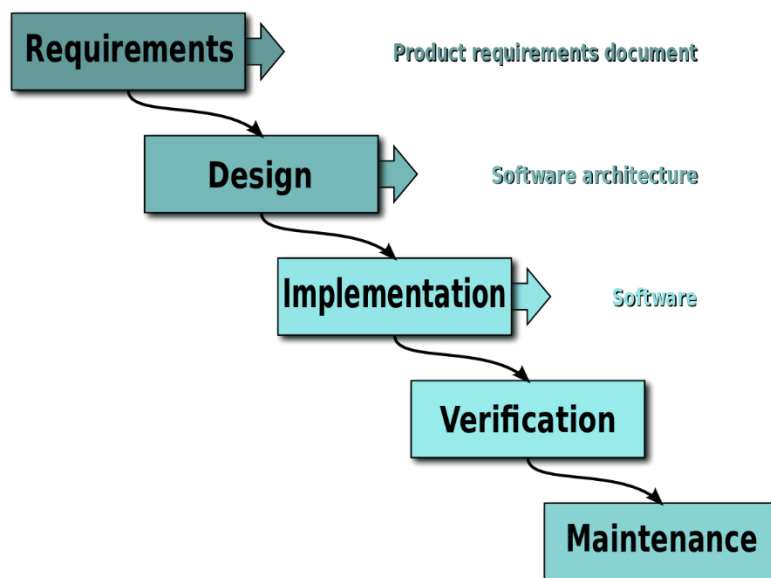 Requirements
Product requirements document
Design
Software architecture
Implementation
Software
Verification
Maintenance